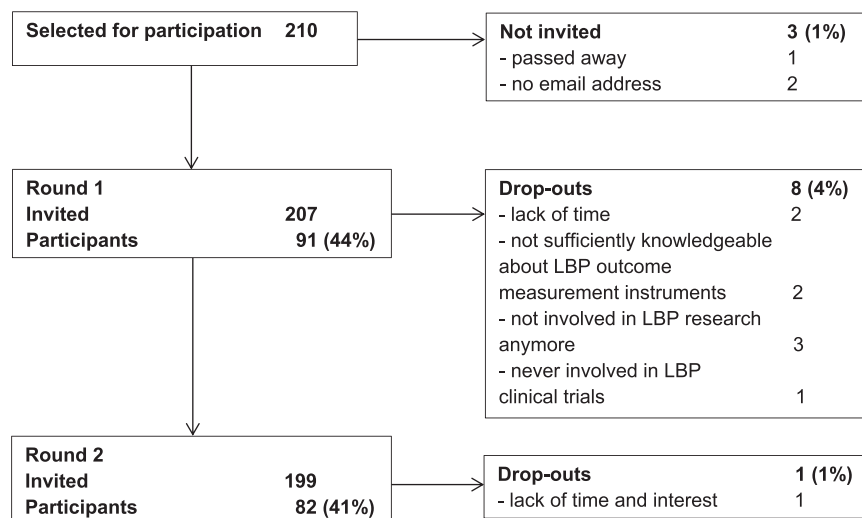 Selected for participation 210
Not invited 3 (1%)
- passed away 1
- no email address 2
Round 1
Invited 207
Participants 91 (44%)
Drop-outs 8 (4%)
- lack of time 2
- not sufficiently knowledgeable
about LBP outcome
measurement instruments 2
- not involved in LBP research
anymore 3
- never involved in LBP
clinical trials 1
Round 2
Invited 199
Participants 82 (41%)
Drop-outs 1 (1%)
- lack of time and interest 1